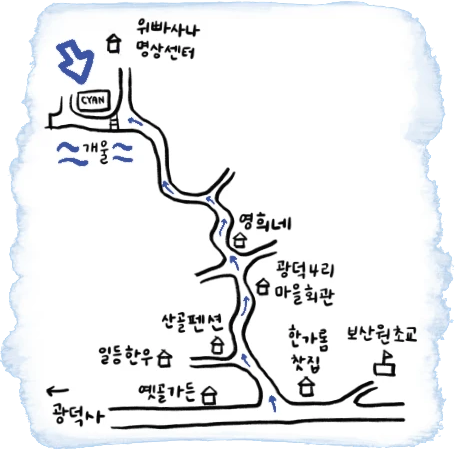 위빠사나
명상센터
CYAN
개울
영희네
광덕4리
마을회관
산골펜션
한가롬
찻집
보산원초교
일등한우
옛골가든
광덕사